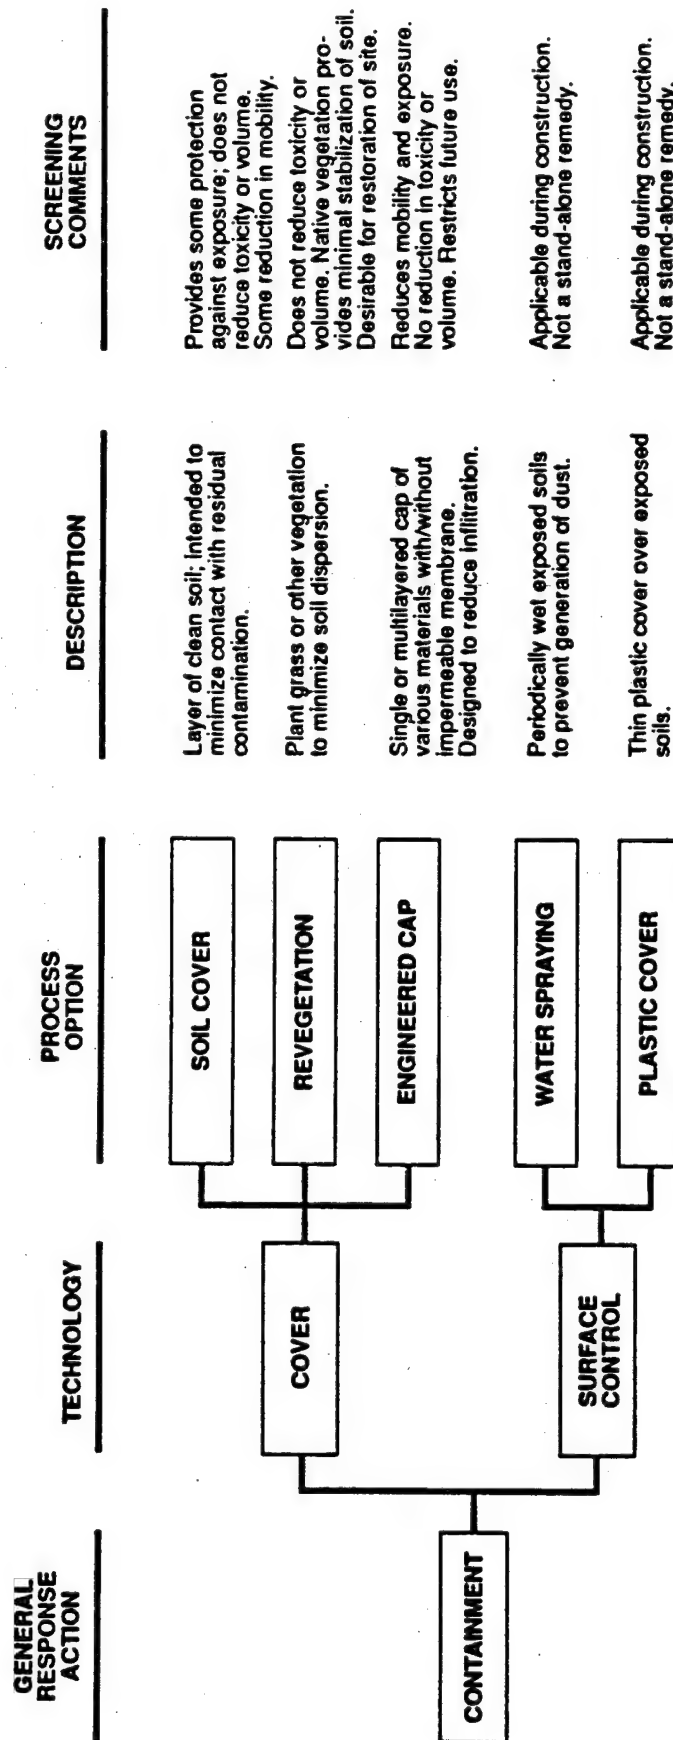 GENERAL
RESPONSE
ACTION
TECHNOLOGY
PROCESS
OPTION
DESCRIPTION
SCREENING
COMMENTS
CONTAINMENT
COVER
SOIL COVER
Layer of clean soil; intended to
minimize contact with residual
contamination.
Provides some protection
against exposure; does not
reduce toxicity or volume.
Some reduction in mobility.
REVEGETATION
Plant grass or other vegetation
to minimize soil dispersion.
Does not reduce toxicity or
volume. Native vegetation pro-
vides minimal stabilization of soil.
Desirable for restoration of site.
ENGINEERED CAP
Single or multilayered cap of
various materials with/without
impermeable membrane.
Designed to reduce infiltration.
Reduces mobility and exposure.
No reduction in toxicity or
volume. Restricts future use.
SURFACE
CONTROL
WATER SPRAYING
Periodically wet exposed soils
to prevent generation of dust.
Applicable during construction.
Not a stand-alone remedy.
PLASTIC COVER
Thin plastic cover over exposed
soils.
Applicable during construction.
Not a stand-alone remedy.